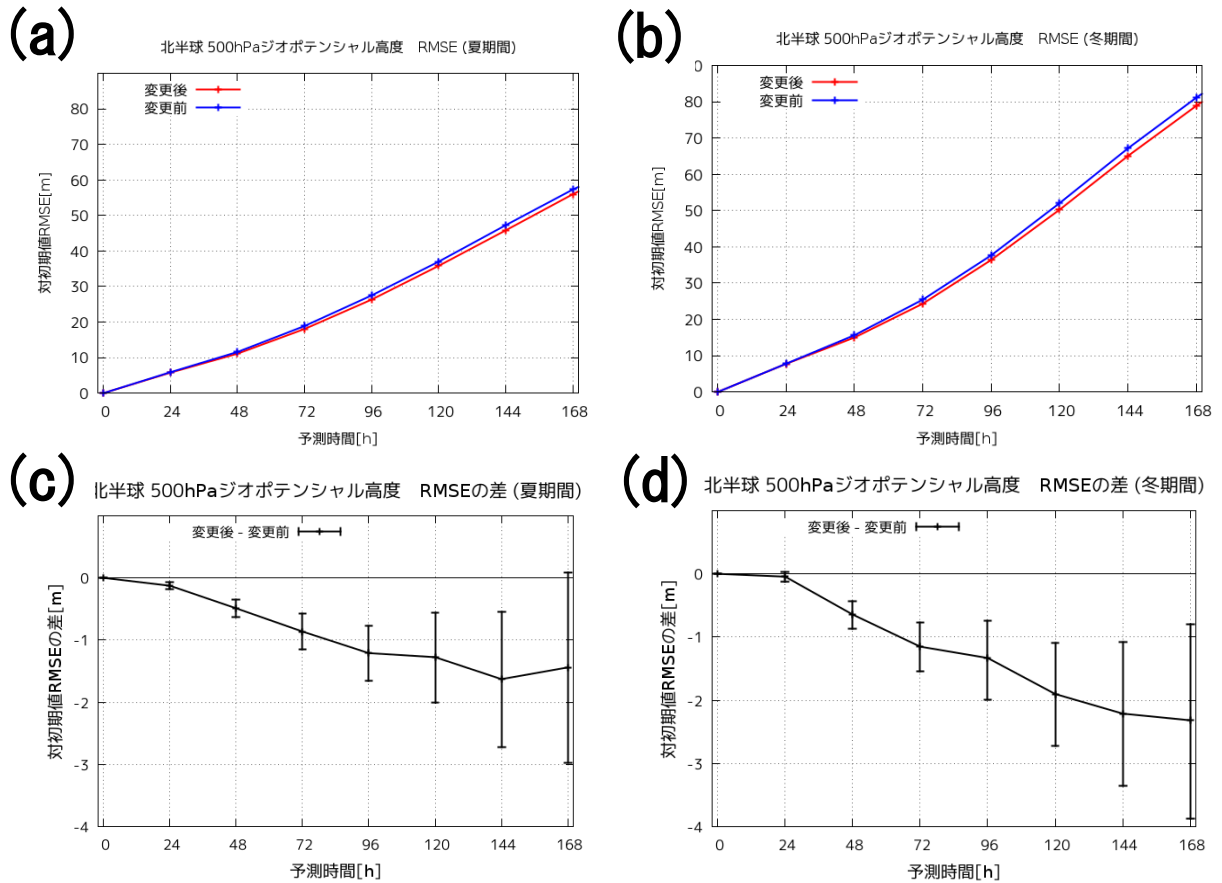 (a)
北半球 500hPaジオポテンシャル高度　RMSE (夏期間)
変更後
変更前
対初期値RMSE[m]
80
70
60
50
40
30
20
10
0
0 24 48 72 96 120 144 168
予測時間[h]
(b)
北半球 500hPaジオポテンシャル高度　RMSE (冬期間)
変更後
変更前
対初期値RMSE[m]
0
80
70
60
50
40
30
20
10
0
0 24 48 72 96 120 144 168
予測時間[h]
(c)
北半球 500hPaジオポテンシャル高度　RMSEの差 (夏期間)
変更後 - 変更前
対初期値RMSEの差[m]
0
-1
-2
-3
-4
0 24 48 72 96 120 144 168
予測時間[h]
(d)
北半球 500hPaジオポテンシャル高度　RMSEの差 (冬期間)
変更後 - 変更前
対初期値RMSEの差[m]
0
-1
-2
-3
-4
0 24 48 72 96 120 144 168
予測時間[h]